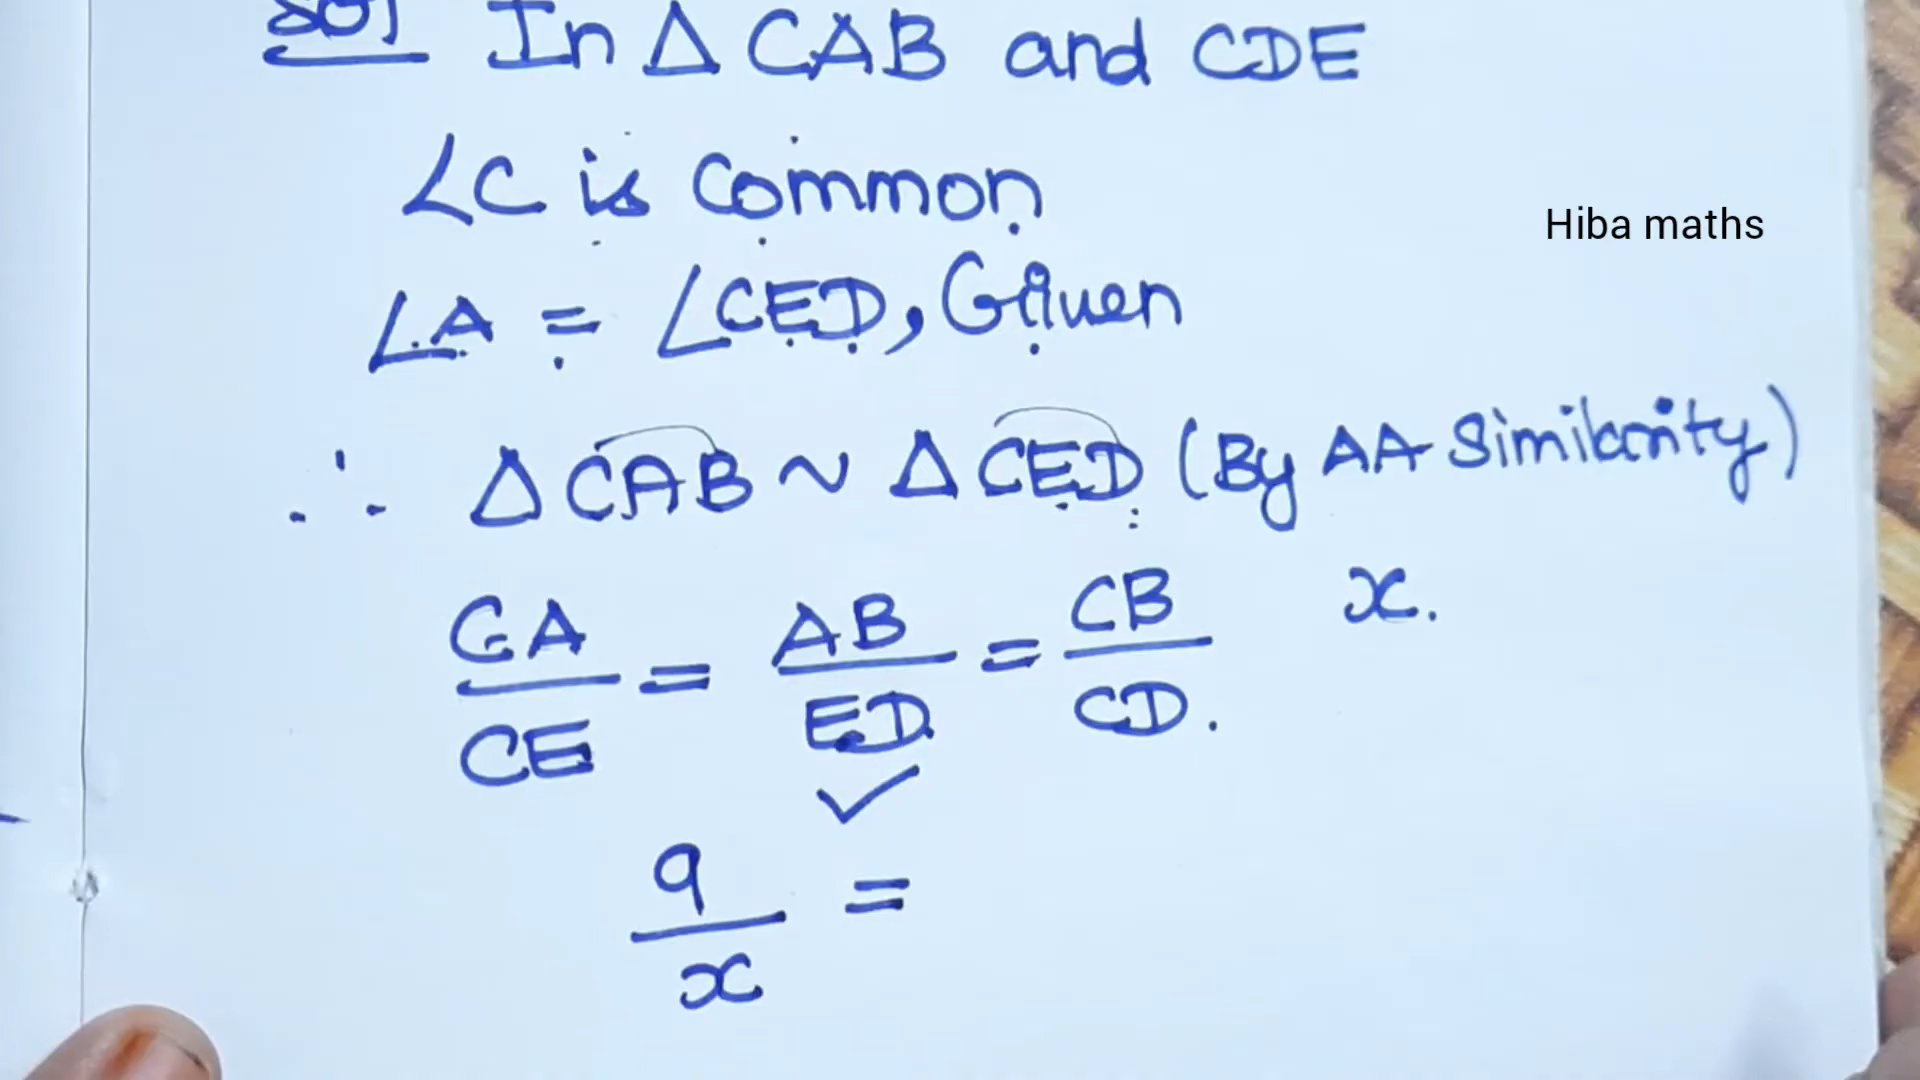 Sol In Δ CAB and CDE
∠C is Common
Hiba maths
∠A = ∠CED, Given
∴ Δ CAB ~ Δ CED (By AA Similarity)
CA/CE = AB/ED = CB/CD. x.
✓
9/x =